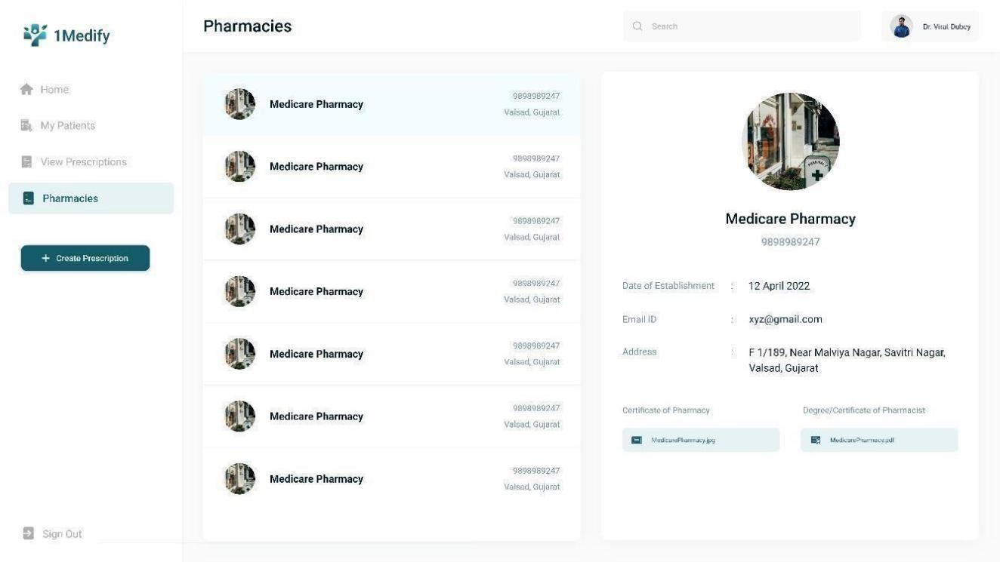 1Medify
Home
My Patients
View Prescriptions
Pharmacies
+ Create Prescription
Sign Out
Pharmacies
Search
Dr. Viral Dubey
Medicare Pharmacy
9898989247
Valsad, Gujarat
Medicare Pharmacy
9898989247
Valsad, Gujarat
Medicare Pharmacy
9898989247
Valsad, Gujarat
Medicare Pharmacy
9898989247
Valsad, Gujarat
Medicare Pharmacy
9898989247
Valsad, Gujarat
Medicare Pharmacy
9898989247
Valsad, Gujarat
Medicare Pharmacy
9898989247
Valsad, Gujarat
PHARMACY
Medicare Pharmacy
9898989247
Date of Establishment : 12 April 2022
Email ID : xyz@gmail.com
Address : F 1/189, Near Malviya Nagar, Savitri Nagar,
Valsad, Gujarat
Certificate of Pharmacy
MedicarePharmacy.jpg
Degree/Certificate of Pharmacist
MedicarePharmacy.pdf